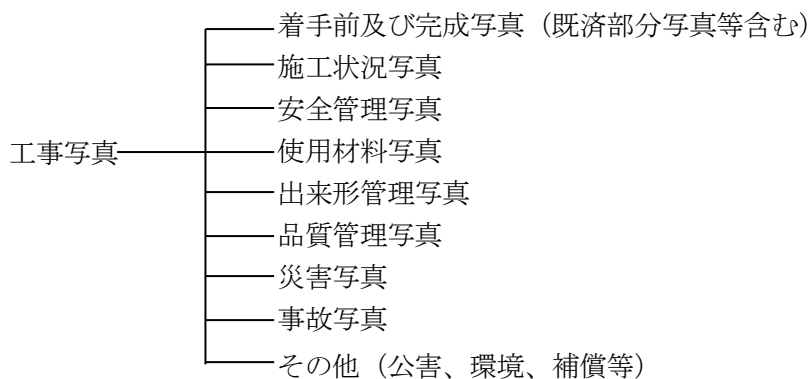 着手前及び完成写真（既済部分写真等含む）
施工状況写真
安全管理写真
工事写真
使用材料写真
出来形管理写真
品質管理写真
災害写真
事故写真
その他（公害、環境、補償等）